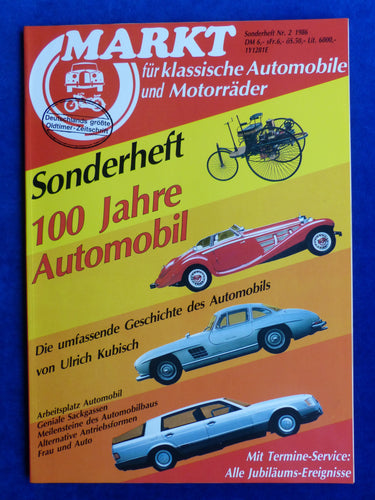 MARKT
für klassische Automobile
und Motorräder
Sonderheft Nr. 2 1986
DM 6,- sFr.6,- öS.50,- Lit. 6000,-
1Y1281E
Deutschlands größte
Oldtimer-Zeitschrift
Sonderheft
100 Jahre
Automobil
Die umfassende Geschichte des Automobils
von Ulrich Kubisch
Arbeitsplatz Automobil
Geniale Sackgassen
Meilensteine des Automobilbaus
Alternative Antriebsformen
Frau und Auto
Mit Termine-Service:
Alle Jubiläums-Ereignisse